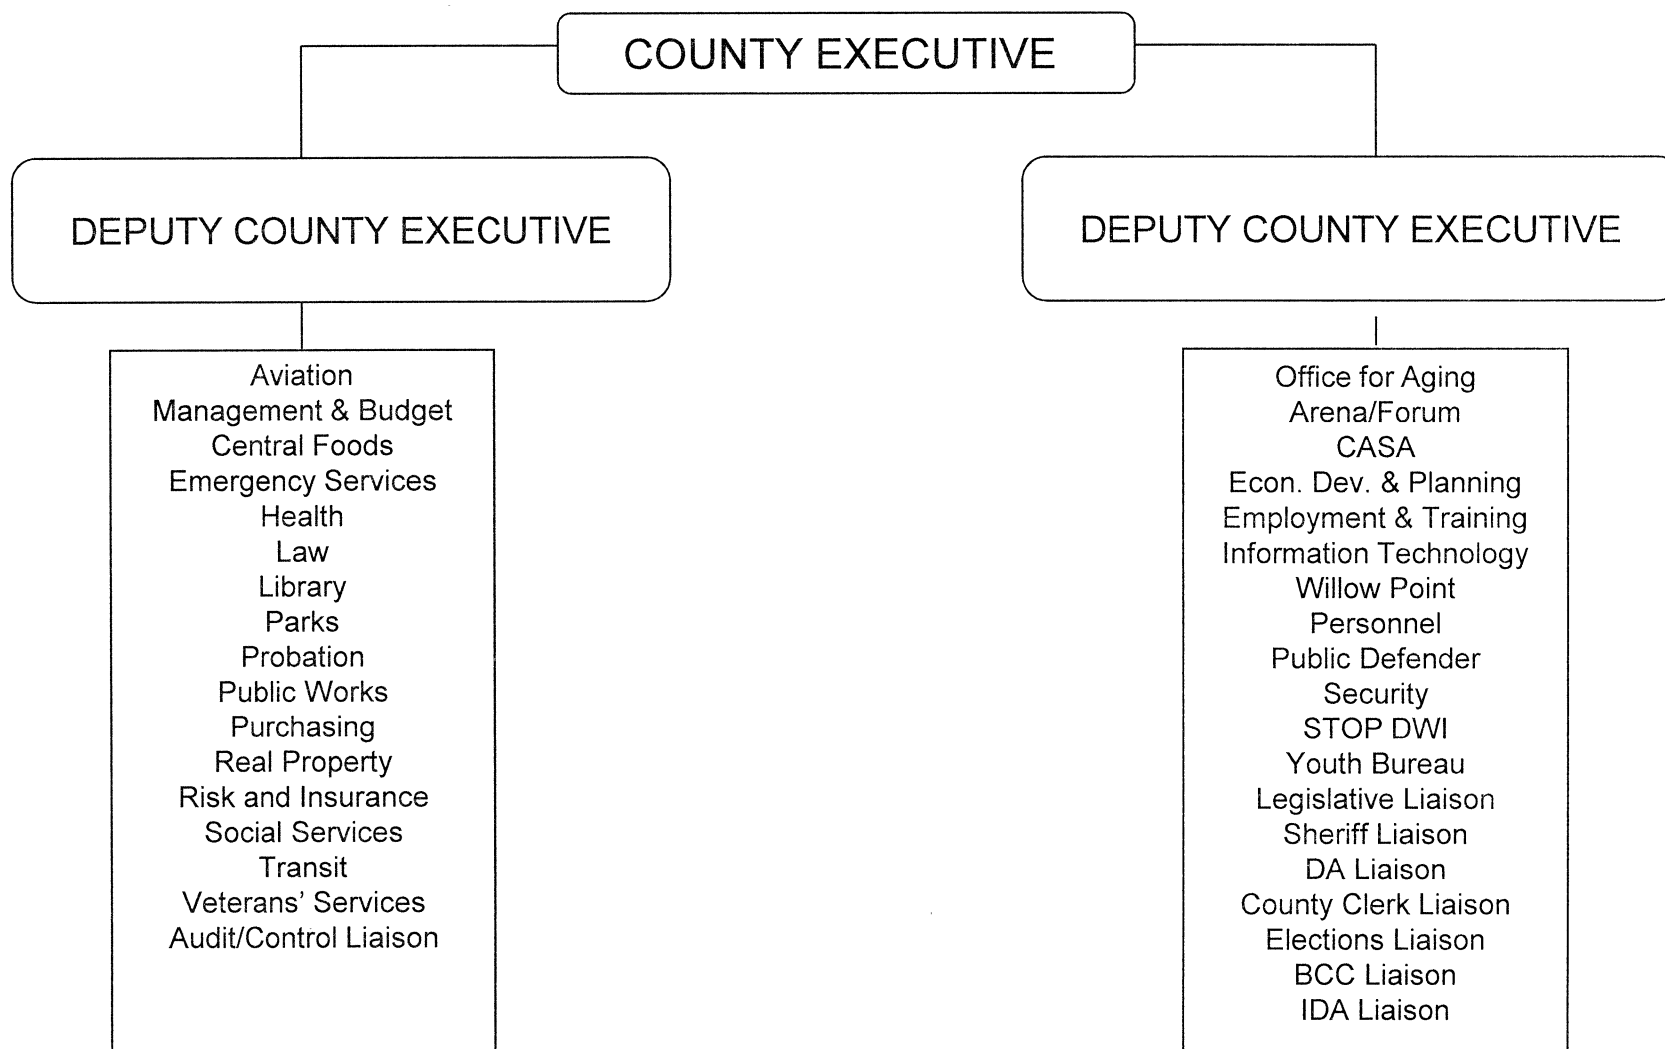 COUNTY EXECUTIVE
DEPUTY COUNTY EXECUTIVE
Aviation
Management & Budget
Central Foods
Emergency Services
Health
Law
Library
Parks
Probation
Public Works
Purchasing
Real Property
Risk and Insurance
Social Services
Transit
Veterans’ Services
Audit/Control Liaison
DEPUTY COUNTY EXECUTIVE
Office for Aging
Arena/Forum
CASA
Econ. Dev. & Planning
Employment & Training
Information Technology
Willow Point
Personnel
Public Defender
Security
STOP DWI
Youth Bureau
Legislative Liaison
Sheriff Liaison
DA Liaison
County Clerk Liaison
Elections Liaison
BCC Liaison
IDA Liaison